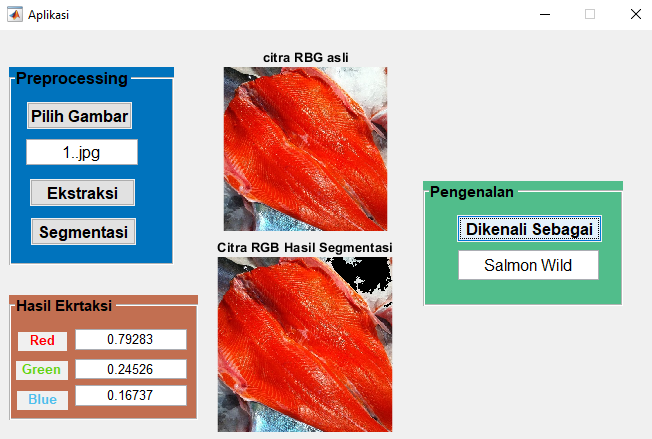 Aplikasi
Preprocessing
Pilih Gambar
1..jpg
Ekstraksi
Segmentasi
Hasil Ekrtaksi
Red 0.79283
Green 0.24526
Blue 0.16737
citra RBG asli
Citra RGB Hasil Segmentasi
Pengenalan
Dikenali Sebagai
Salmon Wild